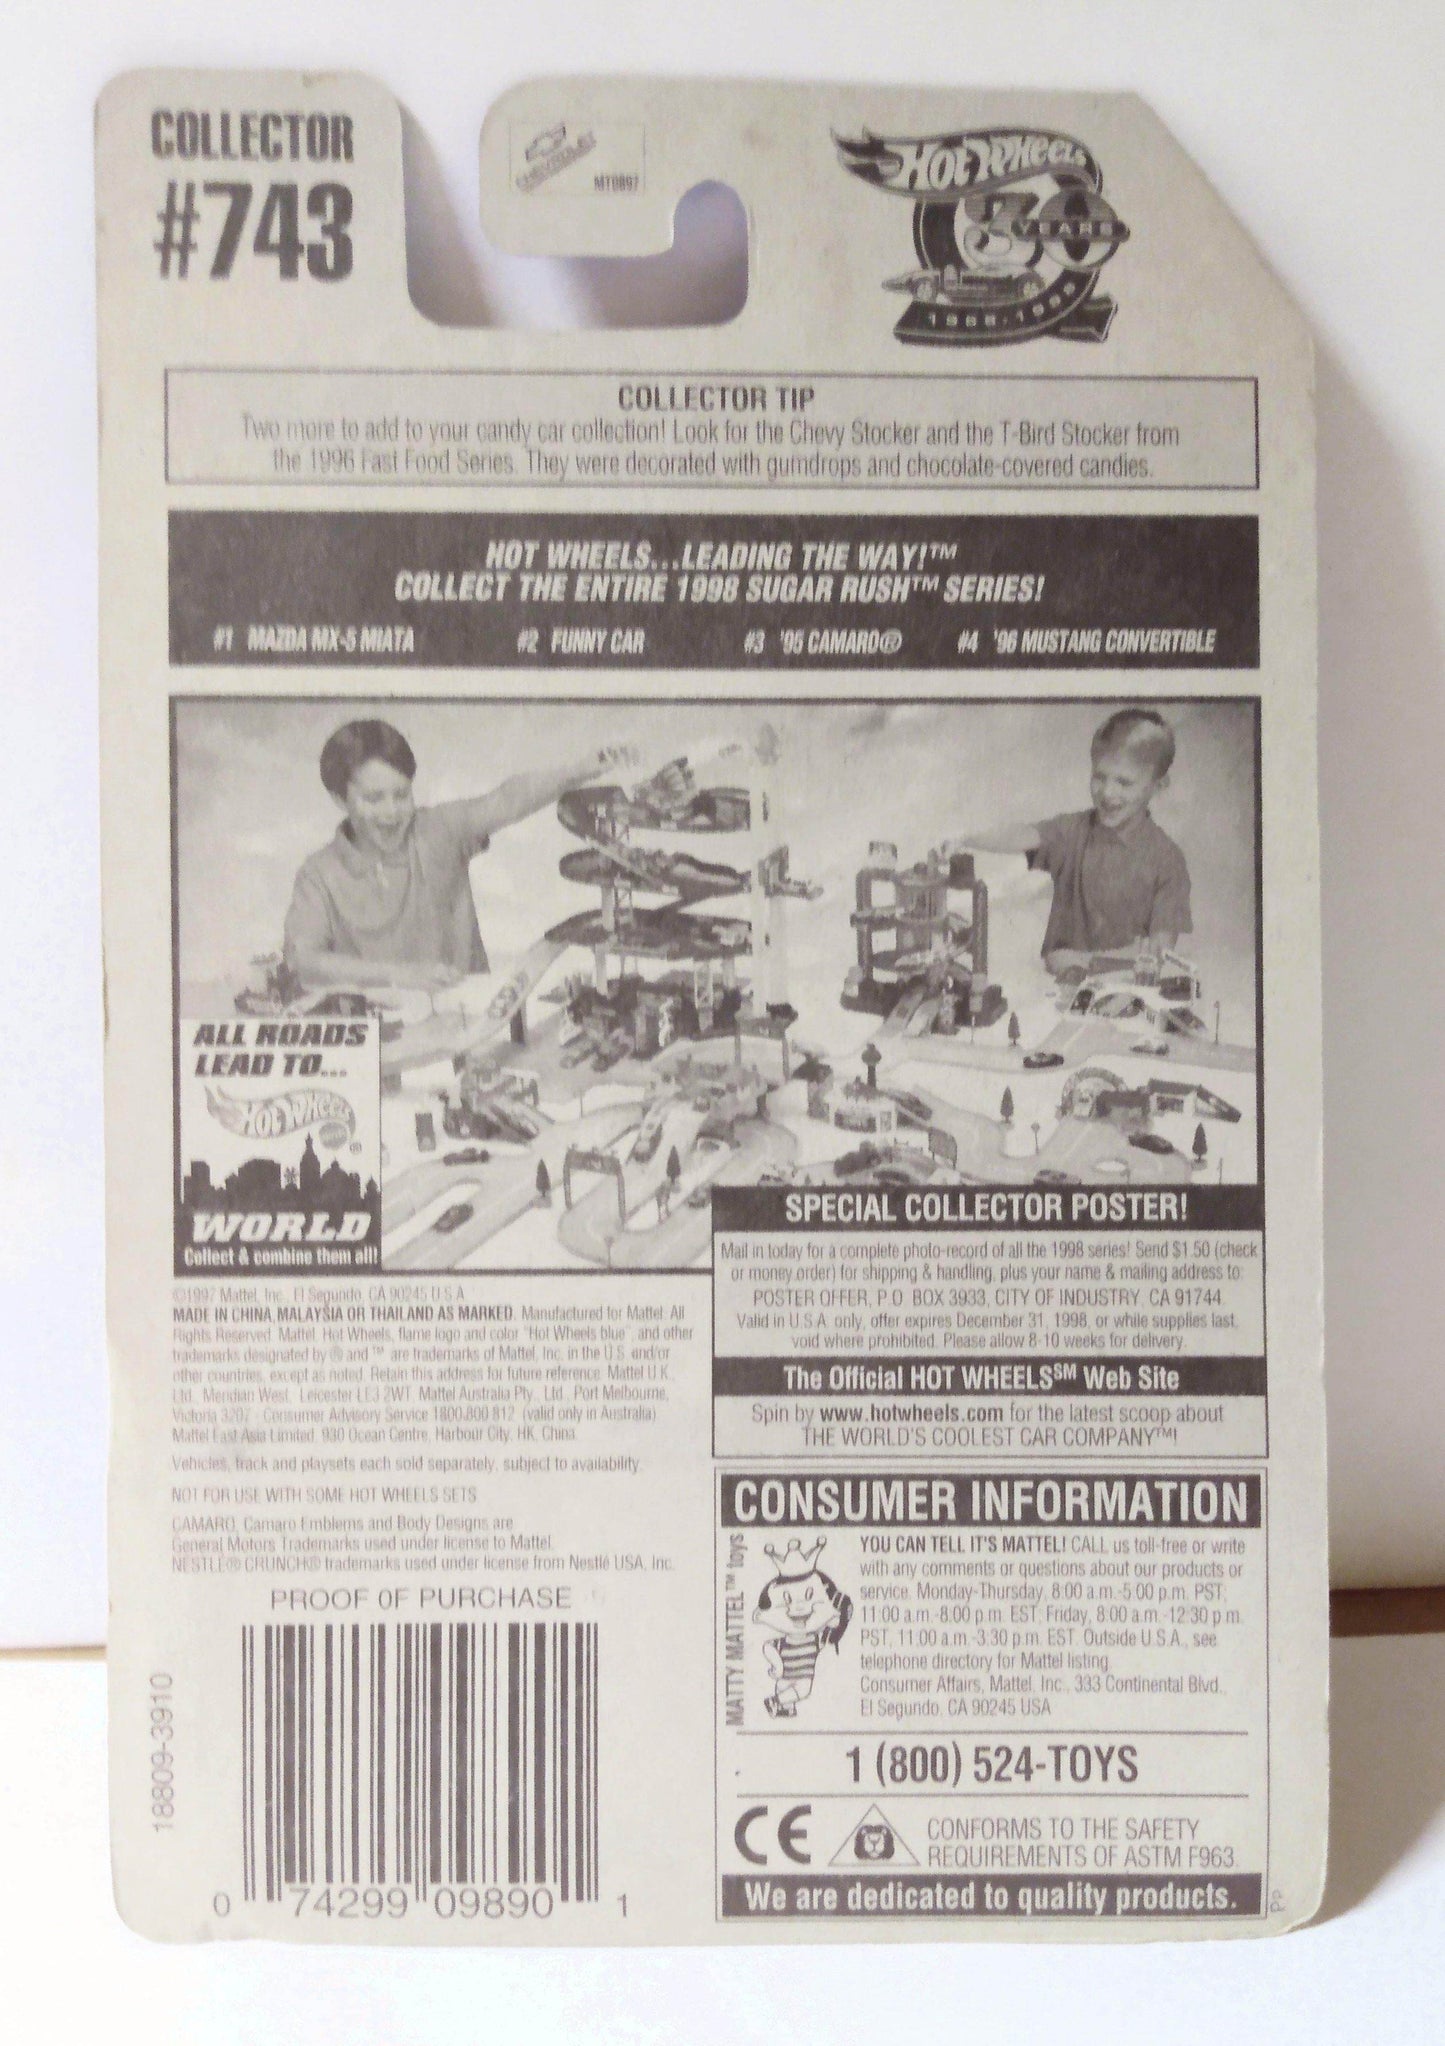 COLLECTOR
#743
CHEVROLET
MT0897
HOT WHEELS
30
YEARS
1968-1998
COLLECTOR TIP
Two more to add to your candy car collection! Look for the Chevy Stocker and the T-Bird Stocker from
the 1996 Fast Food Series. They were decorated with gumdrops and chocolate-covered candies.
HOT WHEELS...LEADING THE WAY!™
COLLECT THE ENTIRE 1998 SUGAR RUSH™ SERIES!
#1 MAZDA MX-5 MIATA #2 FUNNY CAR #3 '95 CAMARO® #4 '96 MUSTANG CONVERTIBLE
ALL ROADS
LEAD TO...
HOT WHEELS
®
WORLD
Collect & combine them all!
SPECIAL COLLECTOR POSTER!
Mail in today for a complete photo-record of all the 1998 series! Send $1.50 (check
or money order) for shipping & handling, plus your name & mailing address to:
POSTER OFFER, P.O. BOX 3933, CITY OF INDUSTRY, CA 91744.
Valid in U.S.A. only, offer expires December 31, 1998, or while supplies last,
void where prohibited. Please allow 8-10 weeks for delivery.
The Official HOT WHEELS℠ Web Site
Spin by www.hotwheels.com for the latest scoop about
THE WORLD'S COOLEST CAR COMPANY™!
©1997 Mattel, Inc., El Segundo, CA 90245 U.S.A.
MADE IN CHINA, MALAYSIA OR THAILAND AS MARKED. Manufactured for Mattel. All
Rights Reserved. Mattel, Hot Wheels, flame logo and color "Hot Wheels blue", and other
trademarks designated by ® and ™ are trademarks of Mattel, Inc. in the U.S. and/or
other countries, except as noted. Retain this address for future reference: Mattel U.K.
Ltd., Meridian West, Leicester LE3 2WT. Mattel Australia Pty., Ltd., Port Melbourne,
Victoria 3207 - Consumer Advisory Service 1800.800.812 (valid only in Australia).
Mattel East Asia Limited, 930 Ocean Centre, Harbour City, HK, China.
Vehicles, track and playsets each sold separately, subject to availability.
NOT FOR USE WITH SOME HOT WHEELS SETS
CAMARO, Camaro Emblems and Body Designs are
General Motors Trademarks used under license to Mattel.
NESTLÉ® CRUNCH® trademarks used under license from Nestlé USA, Inc.
PROOF OF PURCHASE
0 74299 09890 1
18809-3910
CONSUMER INFORMATION
MATTY MATTEL™ toys
YOU CAN TELL IT'S MATTEL! CALL us toll-free or write
with any comments or questions about our products or
service. Monday-Thursday, 8:00 a.m.-5:00 p.m. PST,
11:00 a.m.-8:00 p.m. EST; Friday, 8:00 a.m.-12:30 p.m.
PST, 11:00 a.m.-3:30 p.m. EST. Outside U.S.A., see
telephone directory for Mattel listing.
Consumer Affairs, Mattel, Inc., 333 Continental Blvd.,
El Segundo, CA 90245 USA
1 (800) 524-TOYS
CE
CONFORMS TO THE SAFETY
REQUIREMENTS OF ASTM F963.
We are dedicated to quality products.
PP